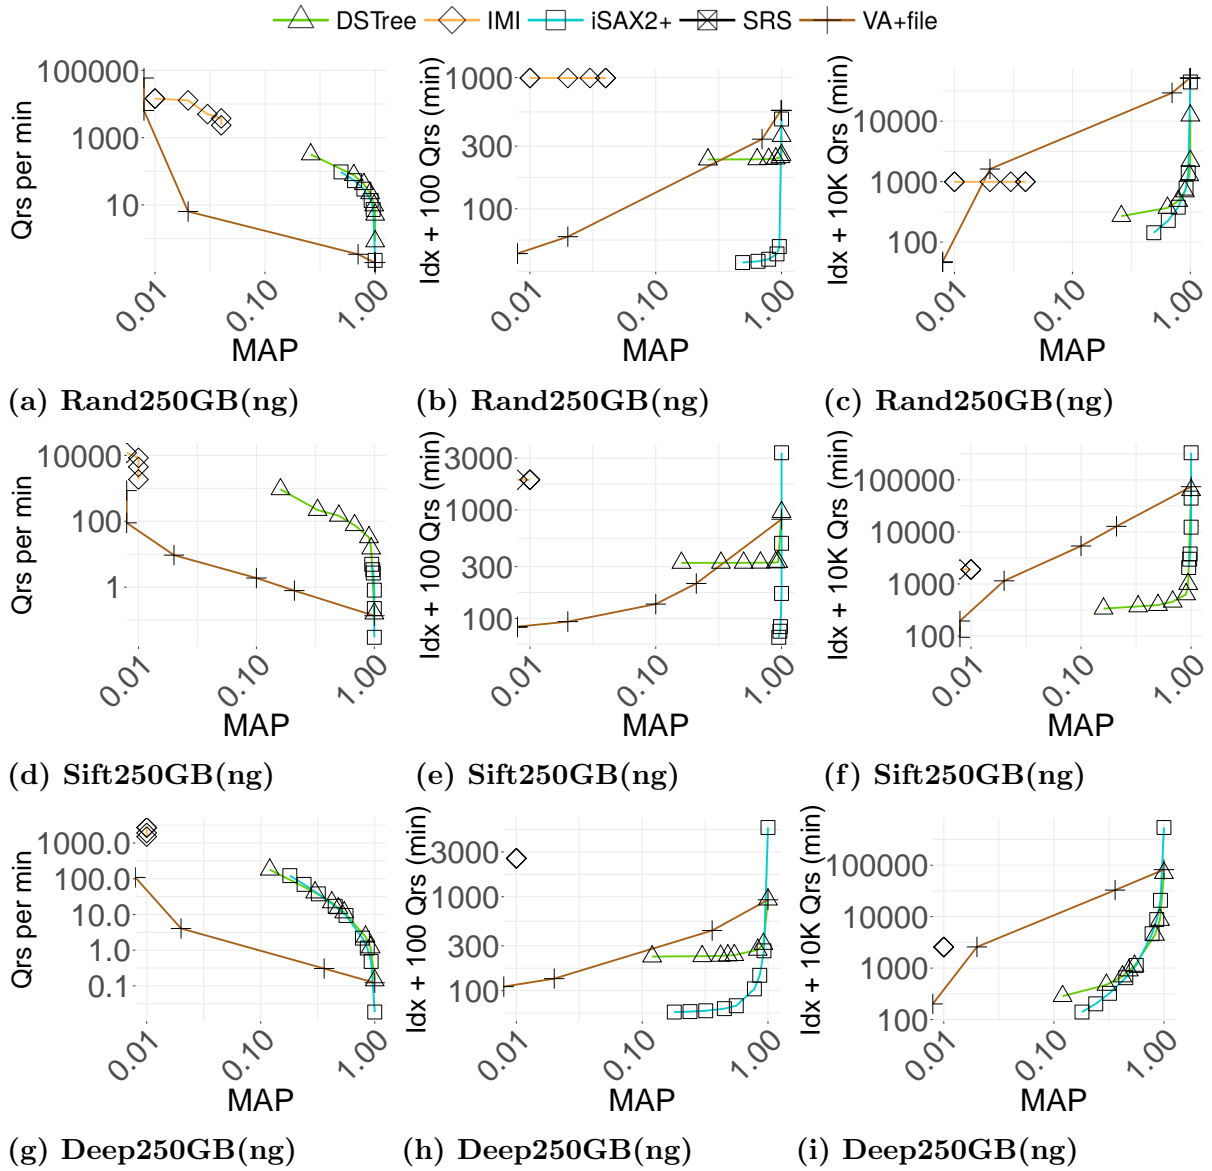 DSTree IMI iSAX2+ SRS VA+file
Qrs per min
100000
1000
10
0.01 0.10 1.00
MAP
(a) Rand250GB(ng)
Idx + 100 Qrs (min)
1000
300
100
0.01 0.10 1.00
MAP
(b) Rand250GB(ng)
Idx + 10K Qrs (min)
10000
1000
100
0.01 0.10 1.00
MAP
(c) Rand250GB(ng)
Qrs per min
10000
100
1
0.01 0.10 1.00
MAP
(d) Sift250GB(ng)
Idx + 100 Qrs (min)
3000
1000
300
100
0.01 0.10 1.00
MAP
(e) Sift250GB(ng)
Idx + 10K Qrs (min)
100000
10000
1000
100
0.01 0.10 1.00
MAP
(f) Sift250GB(ng)
Qrs per min
1000.0
100.0
10.0
1.0
0.1
0.01 0.10 1.00
MAP
(g) Deep250GB(ng)
Idx + 100 Qrs (min)
3000
1000
300
100
0.01 0.10 1.00
MAP
(h) Deep250GB(ng)
Idx + 10K Qrs (min)
100000
10000
1000
100
0.01 0.10 1.00
MAP
(i) Deep250GB(ng)